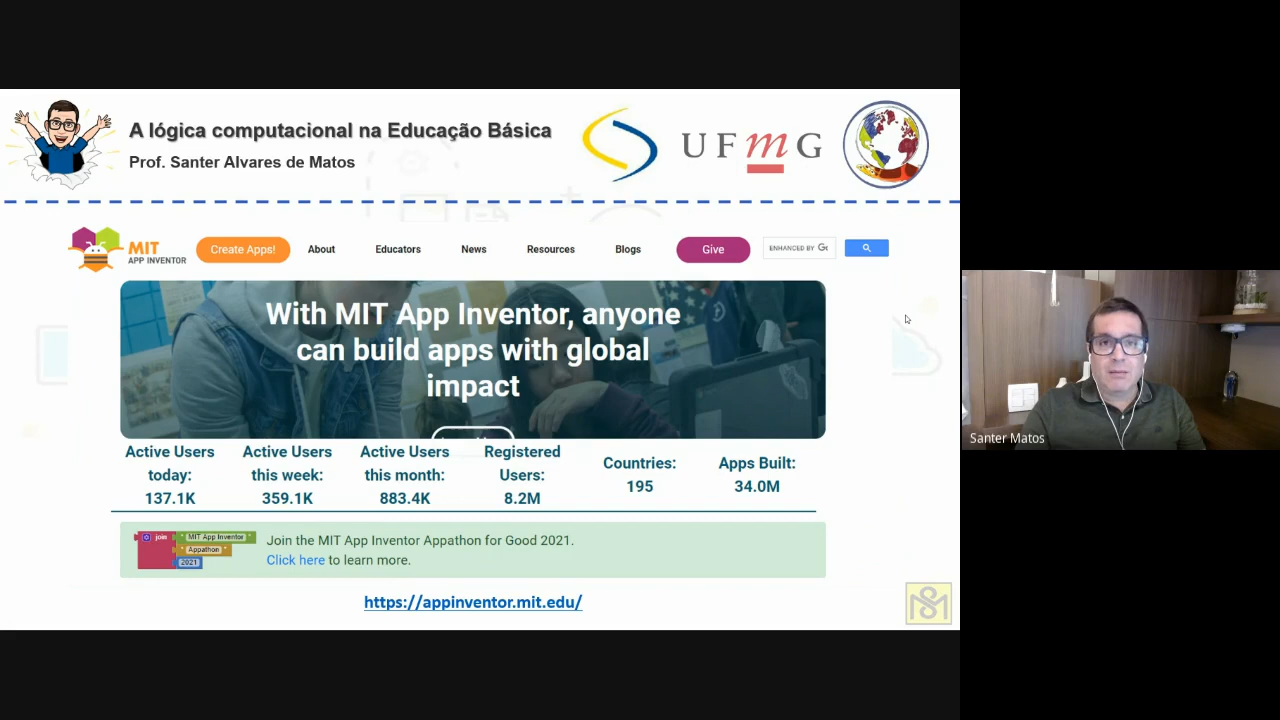 A lógica computacional na Educação Básica
Prof. Santer Alvares de Matos
UFmG
MIT
APP INVENTOR
Create Apps!
About
Educators
News
Resources
Blogs
Give
ENHANCED BY G
With MIT App Inventor, anyone
can build apps with global
impact
Active Users
today:
137.1K
Active Users
this week:
359.1K
Active Users
this month:
883.4K
Registered
Users:
8.2M
Countries:
195
Apps Built:
34.0M
join
" MIT App Inventor "
" Appathon "
2021
Join the MIT App Inventor Appathon for Good 2021.
Click here to learn more.
https://appinventor.mit.edu/
Santer Matos